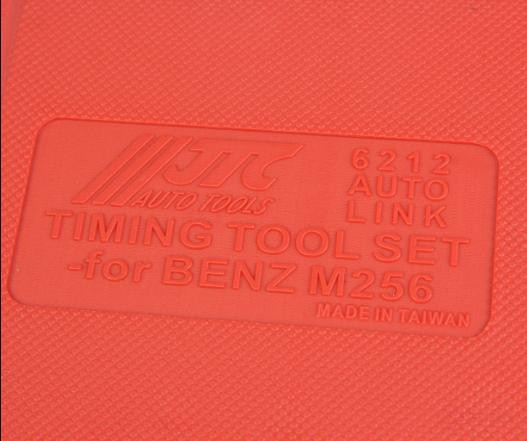 JTC
AUTO TOOLS
6212
AUTO
LINK
TIMING TOOL SET
-for BENZ M256
MADE IN TAIWAN